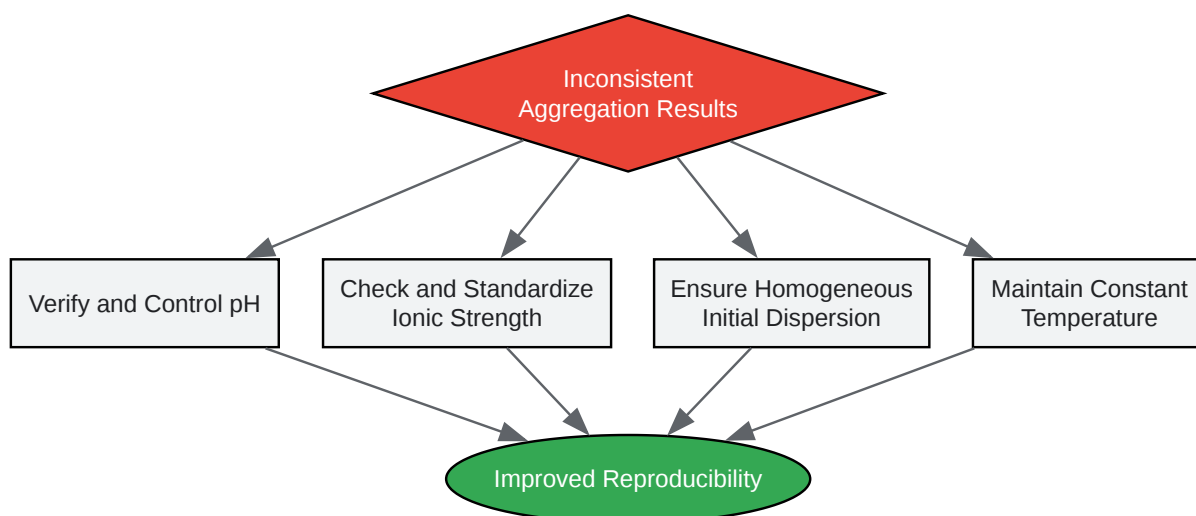 Inconsistent
Aggregation Results
Verify and Control pH
Check and Standardize
Ionic Strength
Ensure Homogeneous
Initial Dispersion
Maintain Constant
Temperature
Improved Reproducibility